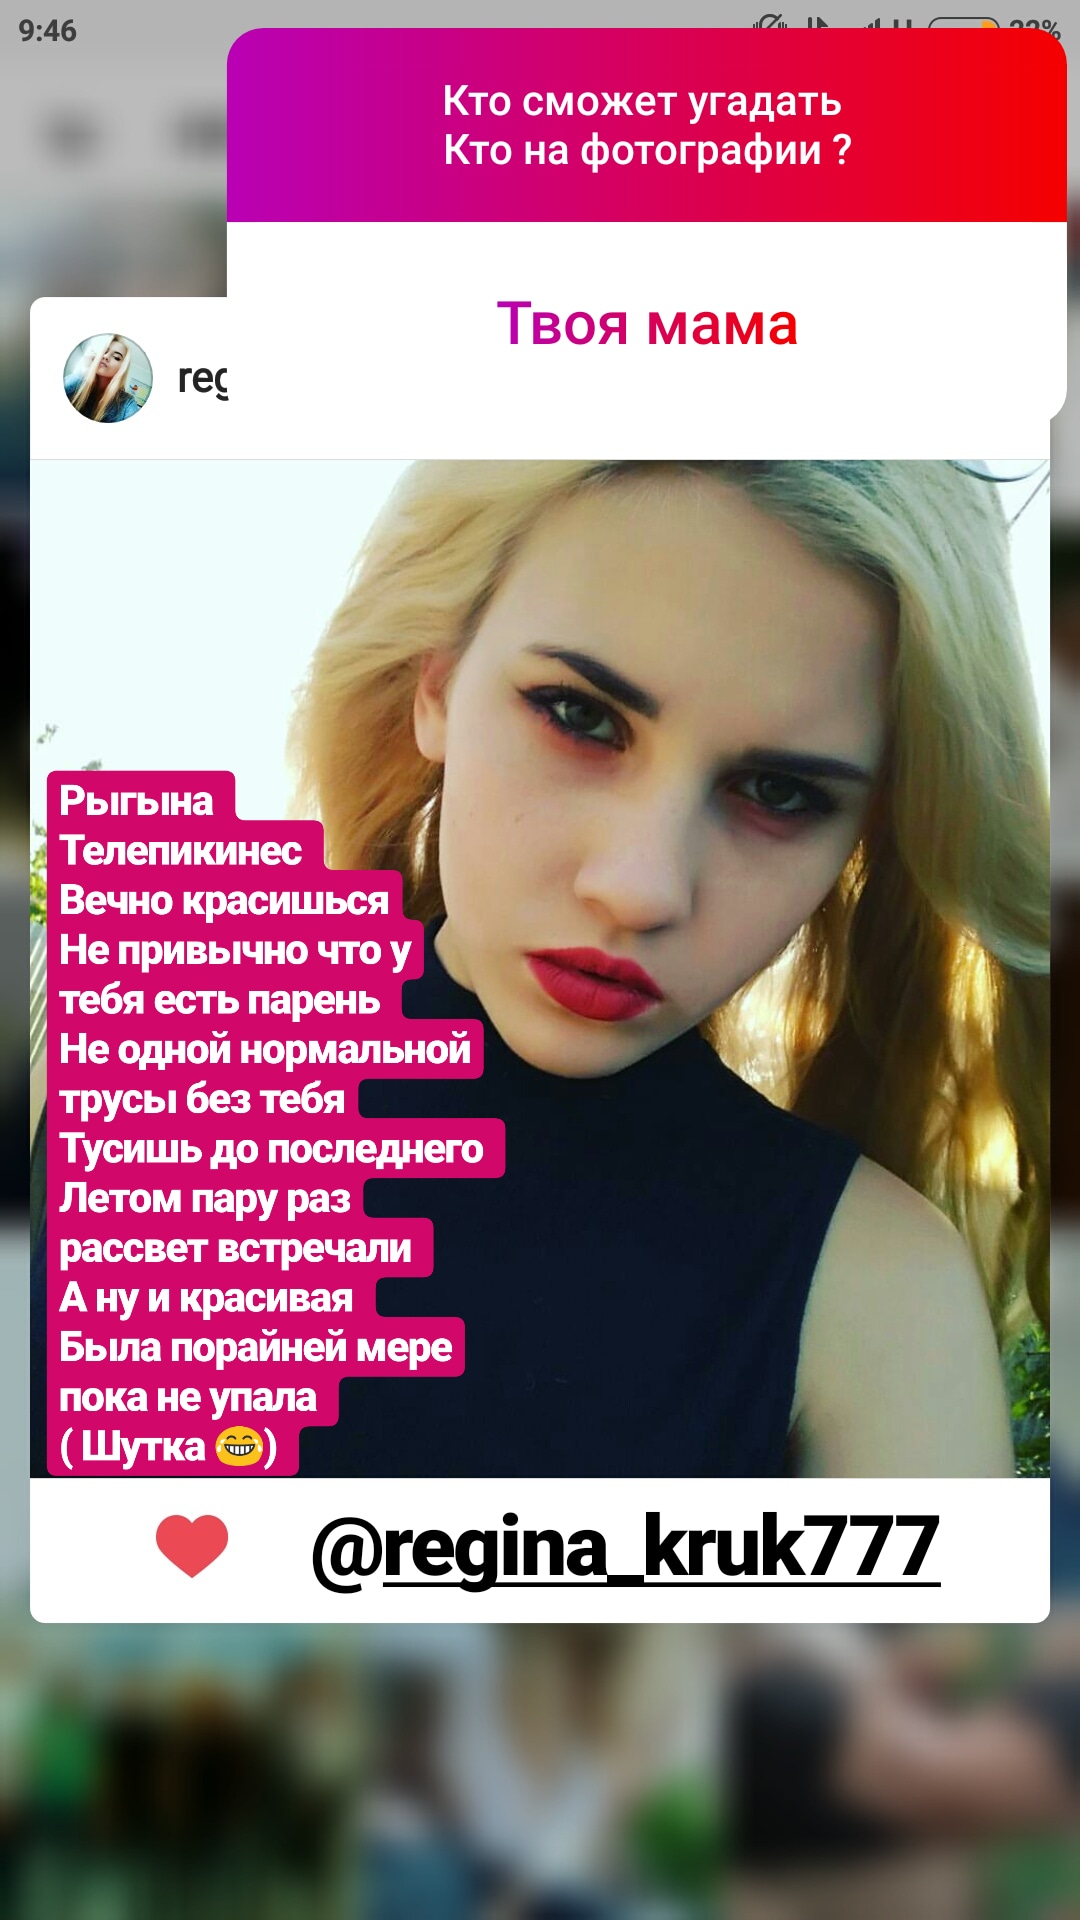 9:46
Кто сможет угадать
Кто на фотографии ?
Твоя мама
reg
Рыгына
Телепикинес
Вечно красишься
Не привычно что у
тебя есть парень
Не одной нормальной
трусы без тебя
Тусишь до последнего
Летом пару раз
рассвет встречали
А ну и красивая
Была порайней мере
пока не упала
( Шутка 😂)
@regina_kruk777